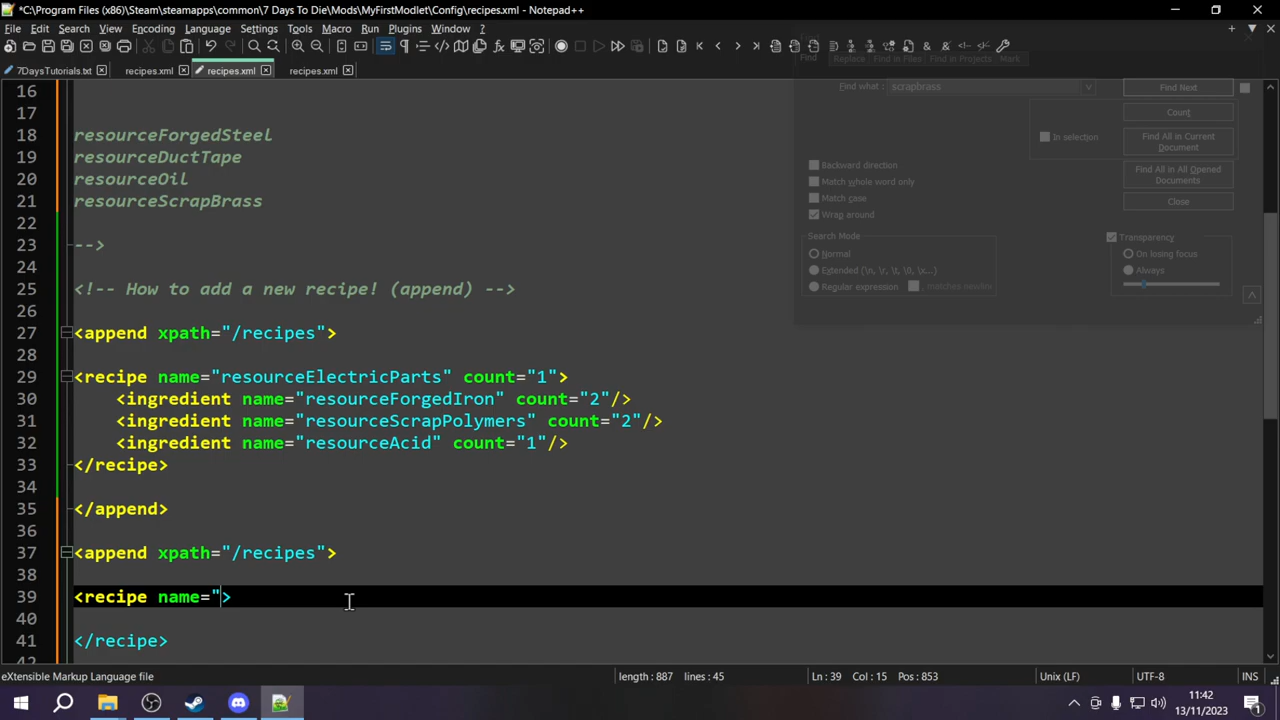 *C:\Program Files (x86)\Steam\steamapps\common\7 Days To Die\Mods\MyFirstModlet\Config\recipes.xml - Notepad++
File Edit Search View Encoding Language Settings Tools Macro Run Plugins Window ?
7DaysTutorials.txt recipes.xml recipes.xml recipes.xml
Find Replace Find in Files Find in Projects Mark
Find what : scrapbrass Find Next
Count
In selection
Find All in Current Document
Backward direction
Find All in All Opened Documents
Match whole word only
Match case
Close
Wrap around
Search Mode
Transparency
Normal
On losing focus
Extended (\n, \r, \t, \0, \x...)
Always
Regular expression . matches newline
16
17
18 resourceForgedSteel
19 resourceDuctTape
20 resourceOil
21 resourceScrapBrass
22
23 -->
24
25 <!-- How to add a new recipe! (append) -->
26
27 <append xpath="/recipes">
28
29 <recipe name="resourceElectricParts" count="1">
30 <ingredient name="resourceForgedIron" count="2"/>
31 <ingredient name="resourceScrapPolymers" count="2"/>
32 <ingredient name="resourceAcid" count="1"/>
33 </recipe>
34
35 </append>
36
37 <append xpath="/recipes">
38
39 <recipe name=">
40
41 </recipe>
42
eXtensible Markup Language file length : 887 lines : 45 Ln : 39 Col : 15 Pos : 853 Unix (LF) UTF-8 INS
11:42
13/11/2023